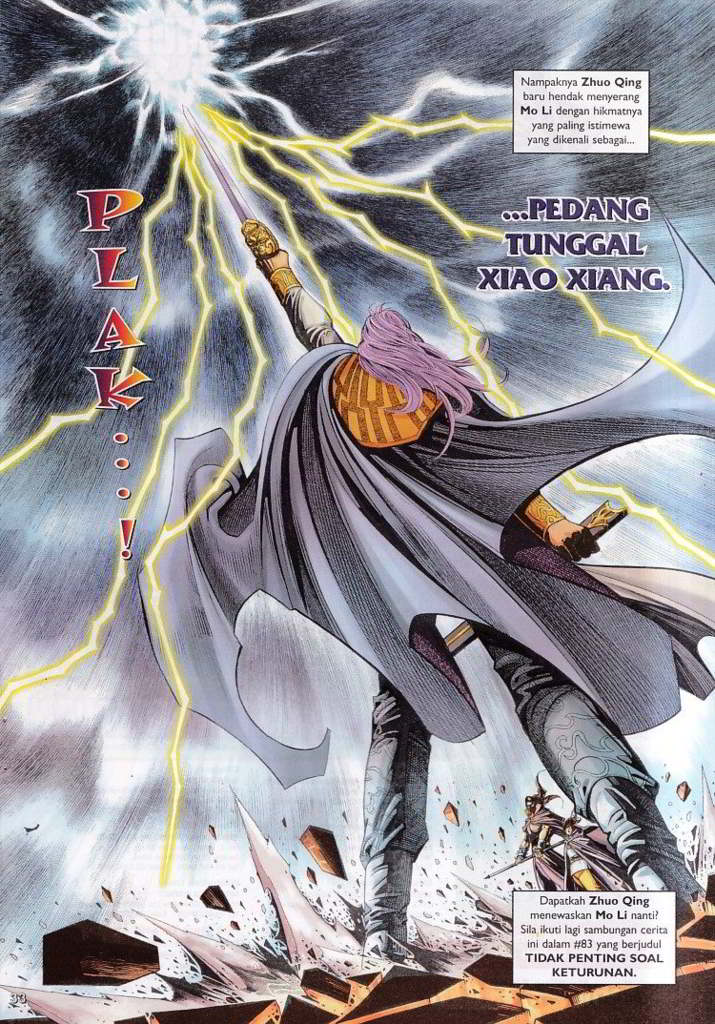 Nampaknya Zhuo Qing
baru hendak menyerang
Mo Li dengan hikmatnya
yang paling istimewa
yang dikenali sebagai...
...PEDANG
TUNGGAL
XIAO XIANG.
PLAK...!
Dapatkah Zhuo Qing
menewaskan Mo Li nanti?
Sila ikuti lagi sambungan cerita
ini dalam #83 yang berjudul
TIDAK PENTING SOAL
KETURUNAN.
33